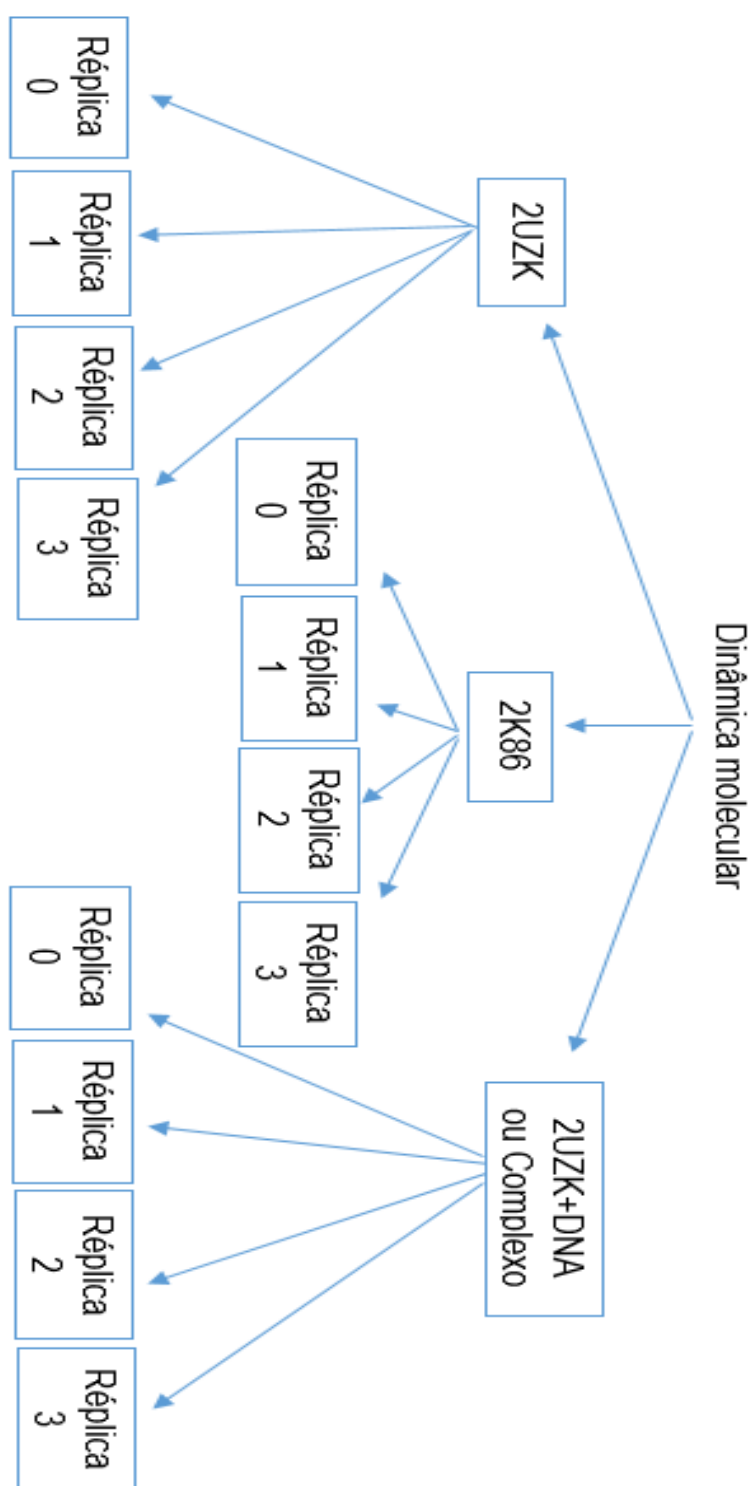 Dinâmica molecular
2UZK
2K86
2UZK+DNA
ou Complexo
Réplica
0
Réplica
1
Réplica
2
Réplica
3
Réplica
0
Réplica
1
Réplica
2
Réplica
3
Réplica
0
Réplica
1
Réplica
2
Réplica
3